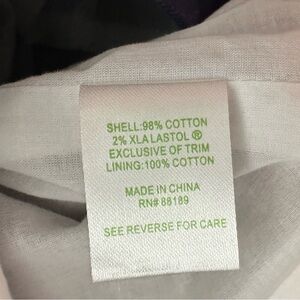 SHELL:98% COTTON
2% XLA LASTOL ®
EXCLUSIVE OF TRIM
LINING:100% COTTON
MADE IN CHINA
RN# 88189
SEE REVERSE FOR CARE